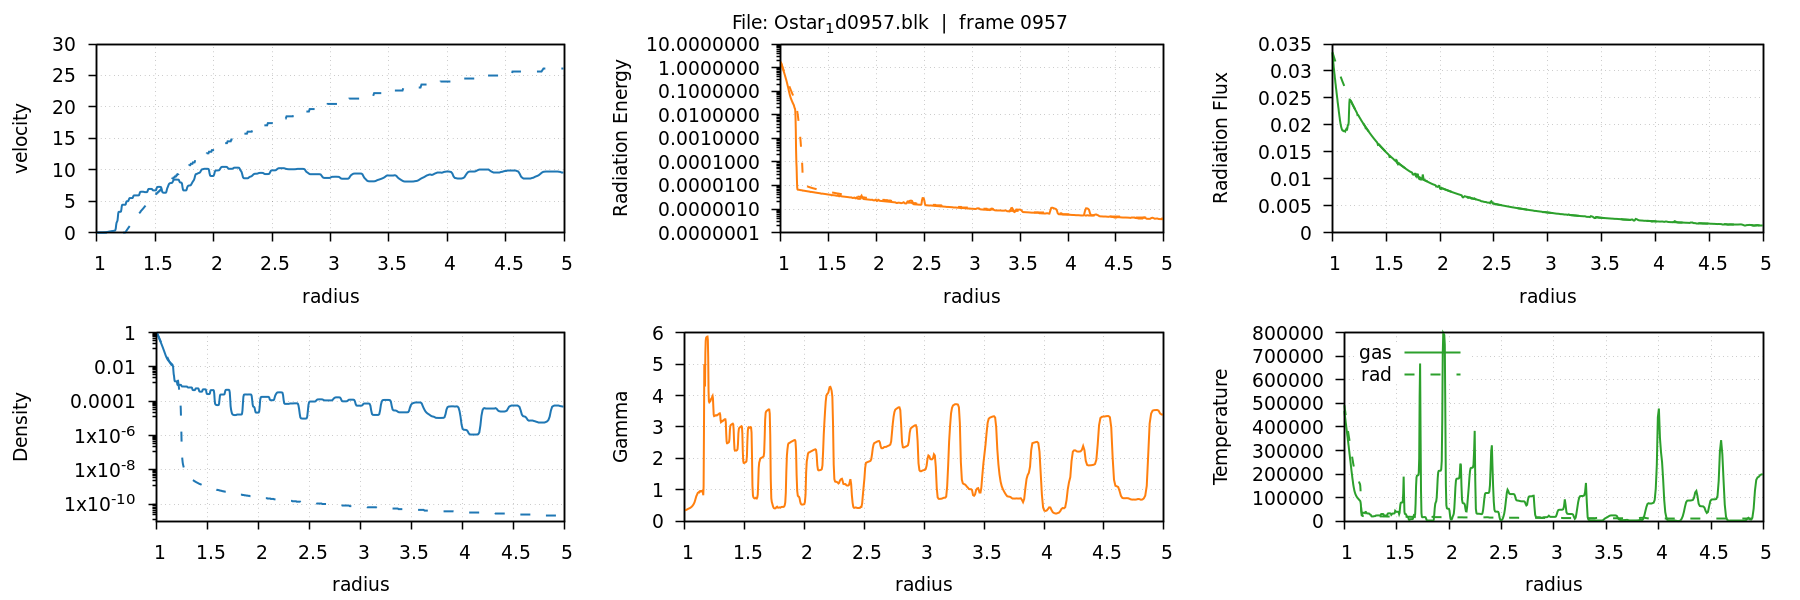 File: Ostar1d0957.blk | frame 0957
velocity
30
25
20
15
10
5
0
1 1.5 2 2.5 3 3.5 4 4.5 5
radius
Radiation Energy
10.0000000
1.0000000
0.1000000
0.0100000
0.0010000
0.0001000
0.0000100
0.0000010
0.0000001
1 1.5 2 2.5 3 3.5 4 4.5 5
radius
Radiation Flux
0.035
0.03
0.025
0.02
0.015
0.01
0.005
0
1 1.5 2 2.5 3 3.5 4 4.5 5
radius
Density
1
0.01
0.0001
1x10-6
1x10-8
1x10-10
1 1.5 2 2.5 3 3.5 4 4.5 5
radius
Gamma
6
5
4
3
2
1
0
1 1.5 2 2.5 3 3.5 4 4.5 5
radius
Temperature
800000
700000
600000
500000
400000
300000
200000
100000
0
gas
rad
1 1.5 2 2.5 3 3.5 4 4.5 5
radius